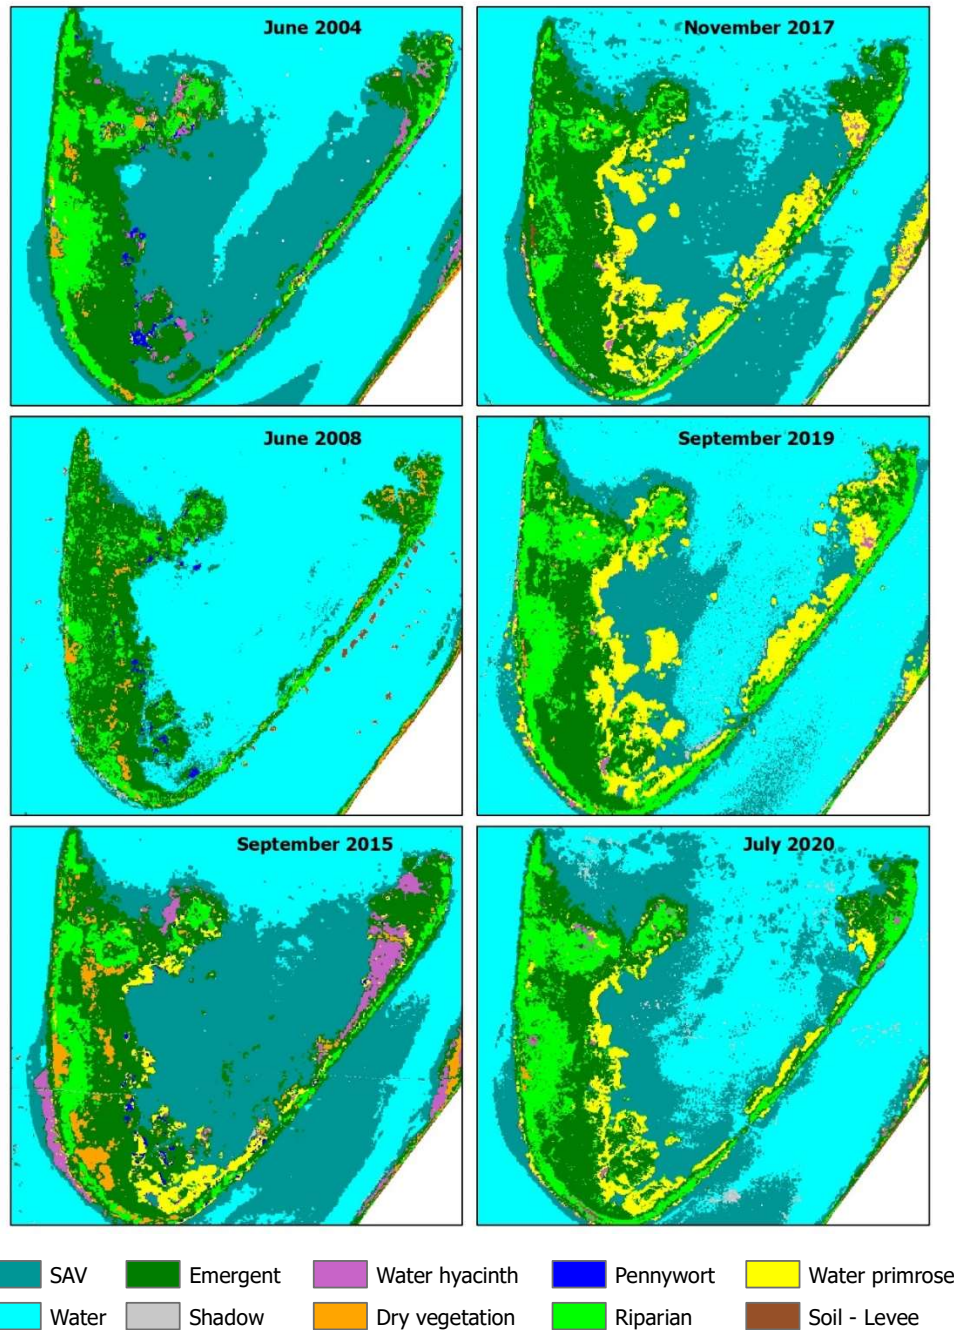 June 2004
November 2017
June 2008
September 2019
September 2015
July 2020
SAV Emergent Water hyacinth Pennywort Water primrose
Water Shadow Dry vegetation Riparian Soil - Levee